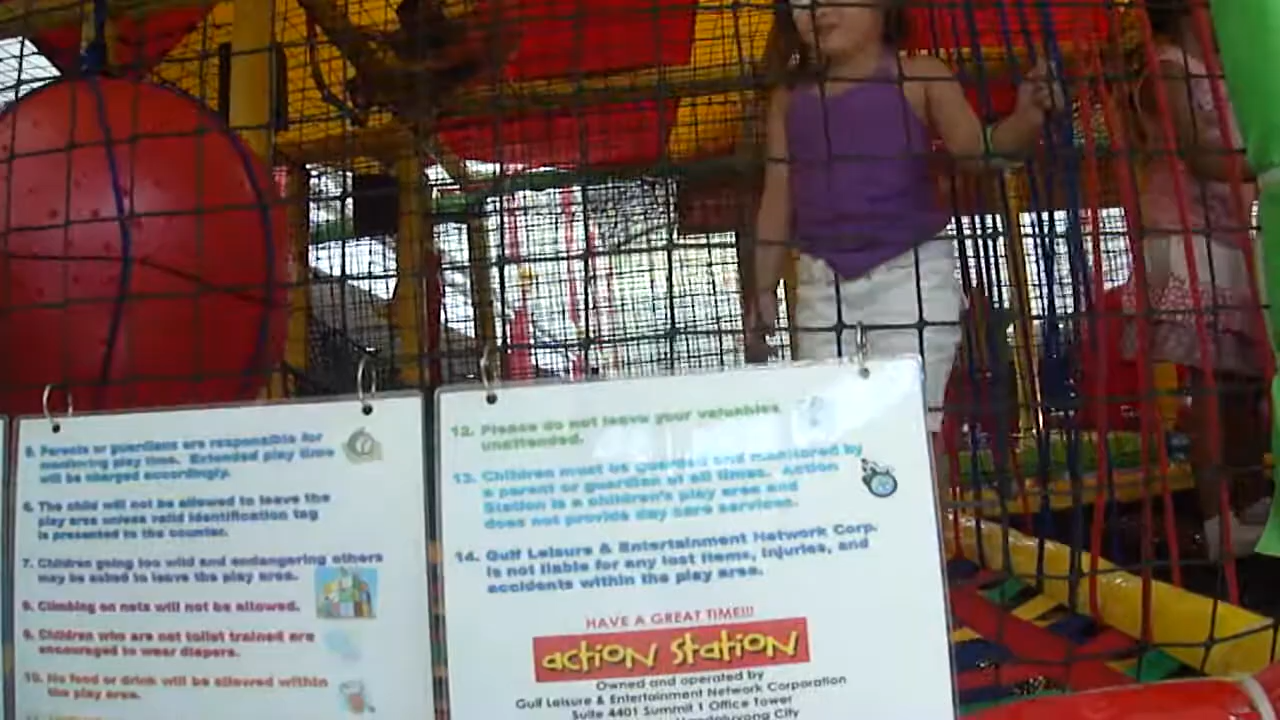 5. Parents or guardians are responsible for
monitoring play time. Extended play time
will be charged accordingly.
6. The child will not be allowed to leave the
play area unless valid identification tag
is presented to the counter.
7. Children going too wild and endangering others
may be asked to leave the play area.
8. Climbing on nets will not be allowed.
9. Children who are not toilet trained are
encouraged to wear diapers.
10. No food or drink will be allowed within
the play area.
12. Please do not leave your valuables
unattended.
13. Children must be guarded and monitored by
a parent or guardian at all times. Action
Station is a children's play area and
does not provide day care services.
14. Gulf Leisure & Entertainment Network Corp.
is not liable for any lost items, injuries, and
accidents within the play area.
HAVE A GREAT TIME!!!
action station
Owned and operated by
Gulf Leisure & Entertainment Network Corporation
Suite 4401 Summit 1 Office Tower
Mandaluyong City